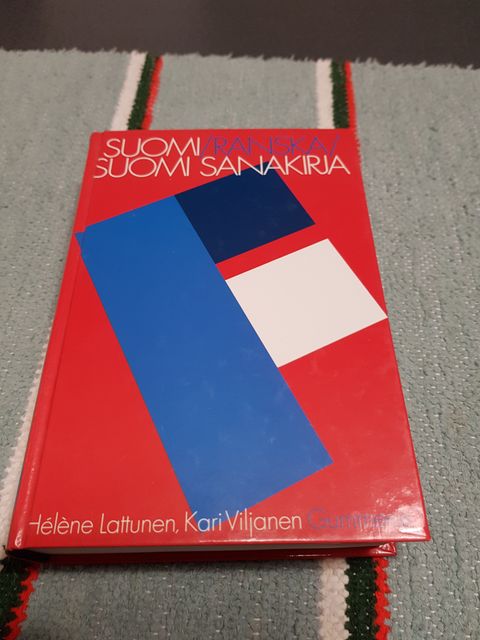 SUOMI/RANSKA/
SUOMI SANAKIRJA
Hélène Lattunen, Kari Viljanen